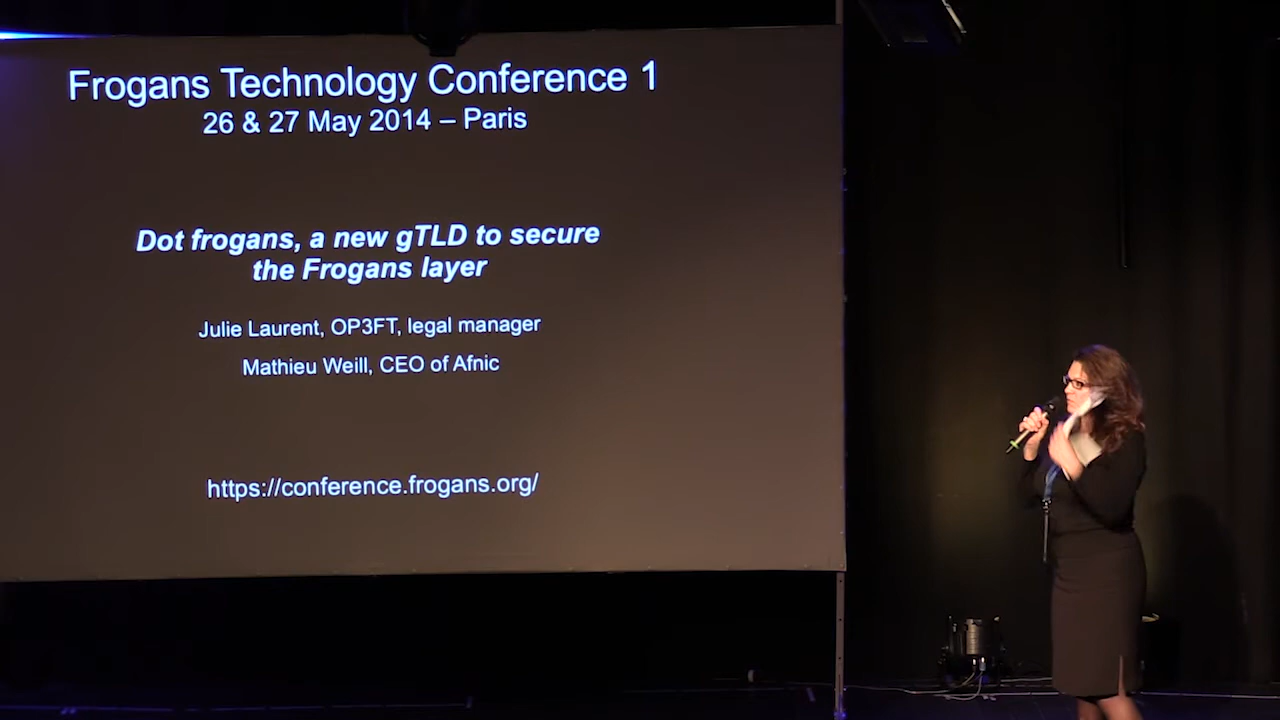 Frogans Technology Conference 1
26 & 27 May 2014 – Paris
Dot frogans, a new gTLD to secure
the Frogans layer
Julie Laurent, OP3FT, legal manager
Mathieu Weill, CEO of Afnic
https://conference.frogans.org/